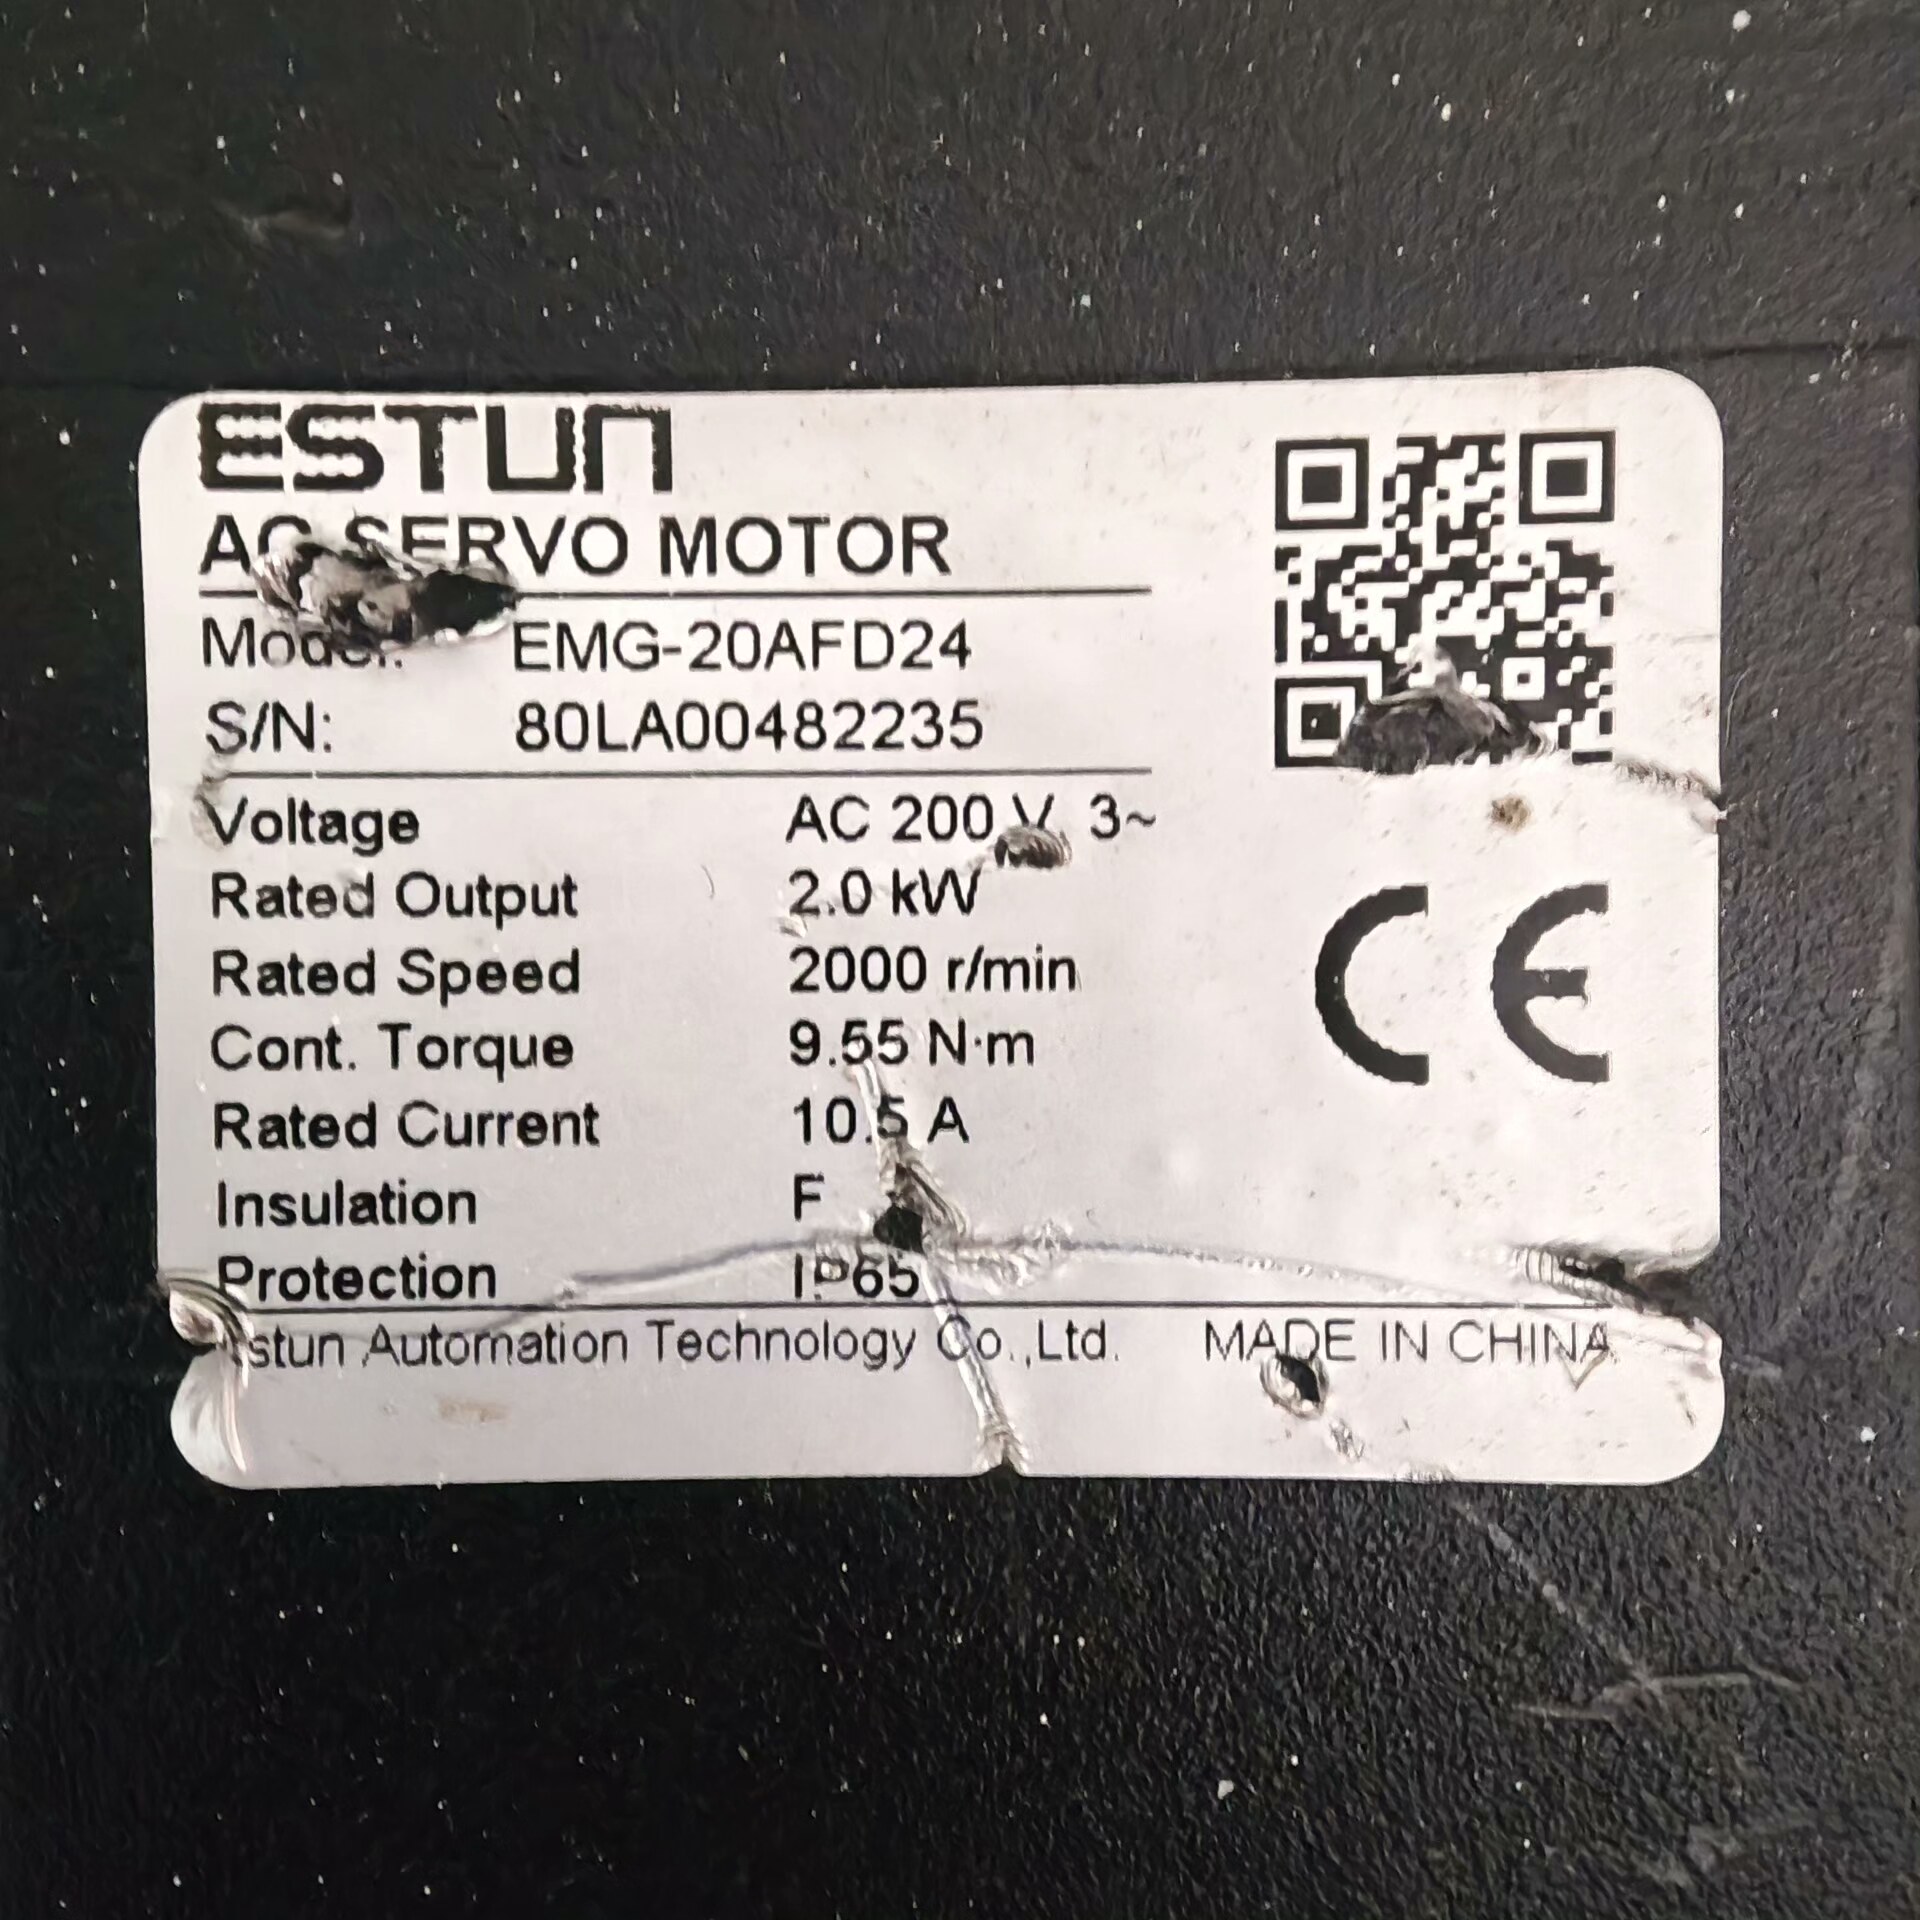 ESTUN
AC SERVO MOTOR
Model: EMG-20AFD24
S/N: 80LA00482235
Voltage AC 200 V 3~
Rated Output 2.0 kW
Rated Speed 2000 r/min
Cont. Torque 9.55 N·m
Rated Current 10.5 A
Insulation F
Protection IP65
Estun Automation Technology Co.,Ltd. MADE IN CHINA
CE